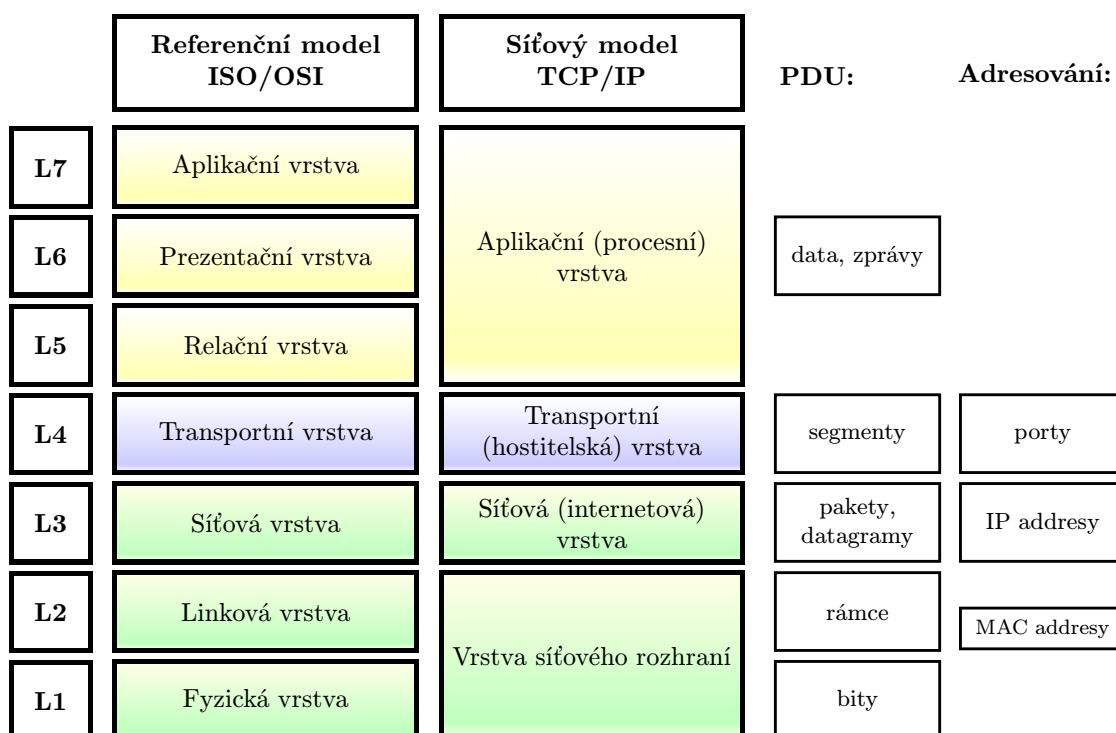 Referenční model
ISO/OSI
Síťový model
TCP/IP
PDU:
Adresování:
L7
Aplikační vrstva
Aplikační (procesní)
vrstva
L6
Prezentační vrstva
data, zprávy
L5
Relační vrstva
L4
Transportní vrstva
Transportní
(hostitelská) vrstva
segmenty
porty
L3
Síťová vrstva
Síťová (internetová)
vrstva
pakety,
datagramy
IP addresy
L2
Linková vrstva
Vrstva síťového rozhraní
rámce
MAC addresy
L1
Fyzická vrstva
bity